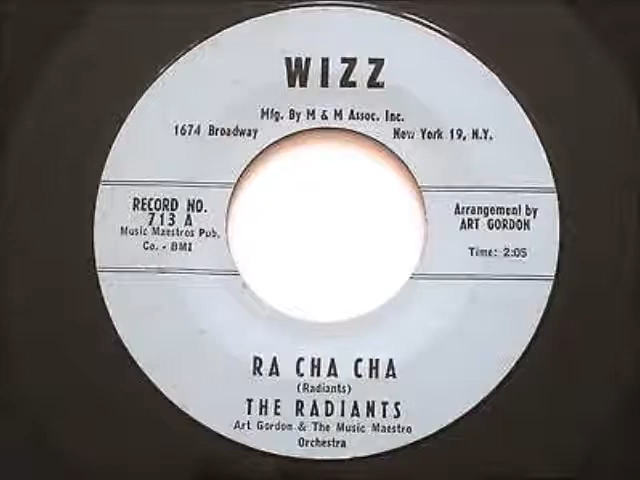 WIZZ
Mfg. By M & M Assoc. Inc.
1674 Broadway New York 19, N.Y.
RECORD NO.
713 A
Music Maestros Pub.
Co. - BMI
Arrangement by
ART GORDON
Time: 2:05
RA CHA CHA
(Radiants)
THE RADIANTS
Art Gordon & The Music Maestro
Orchestra